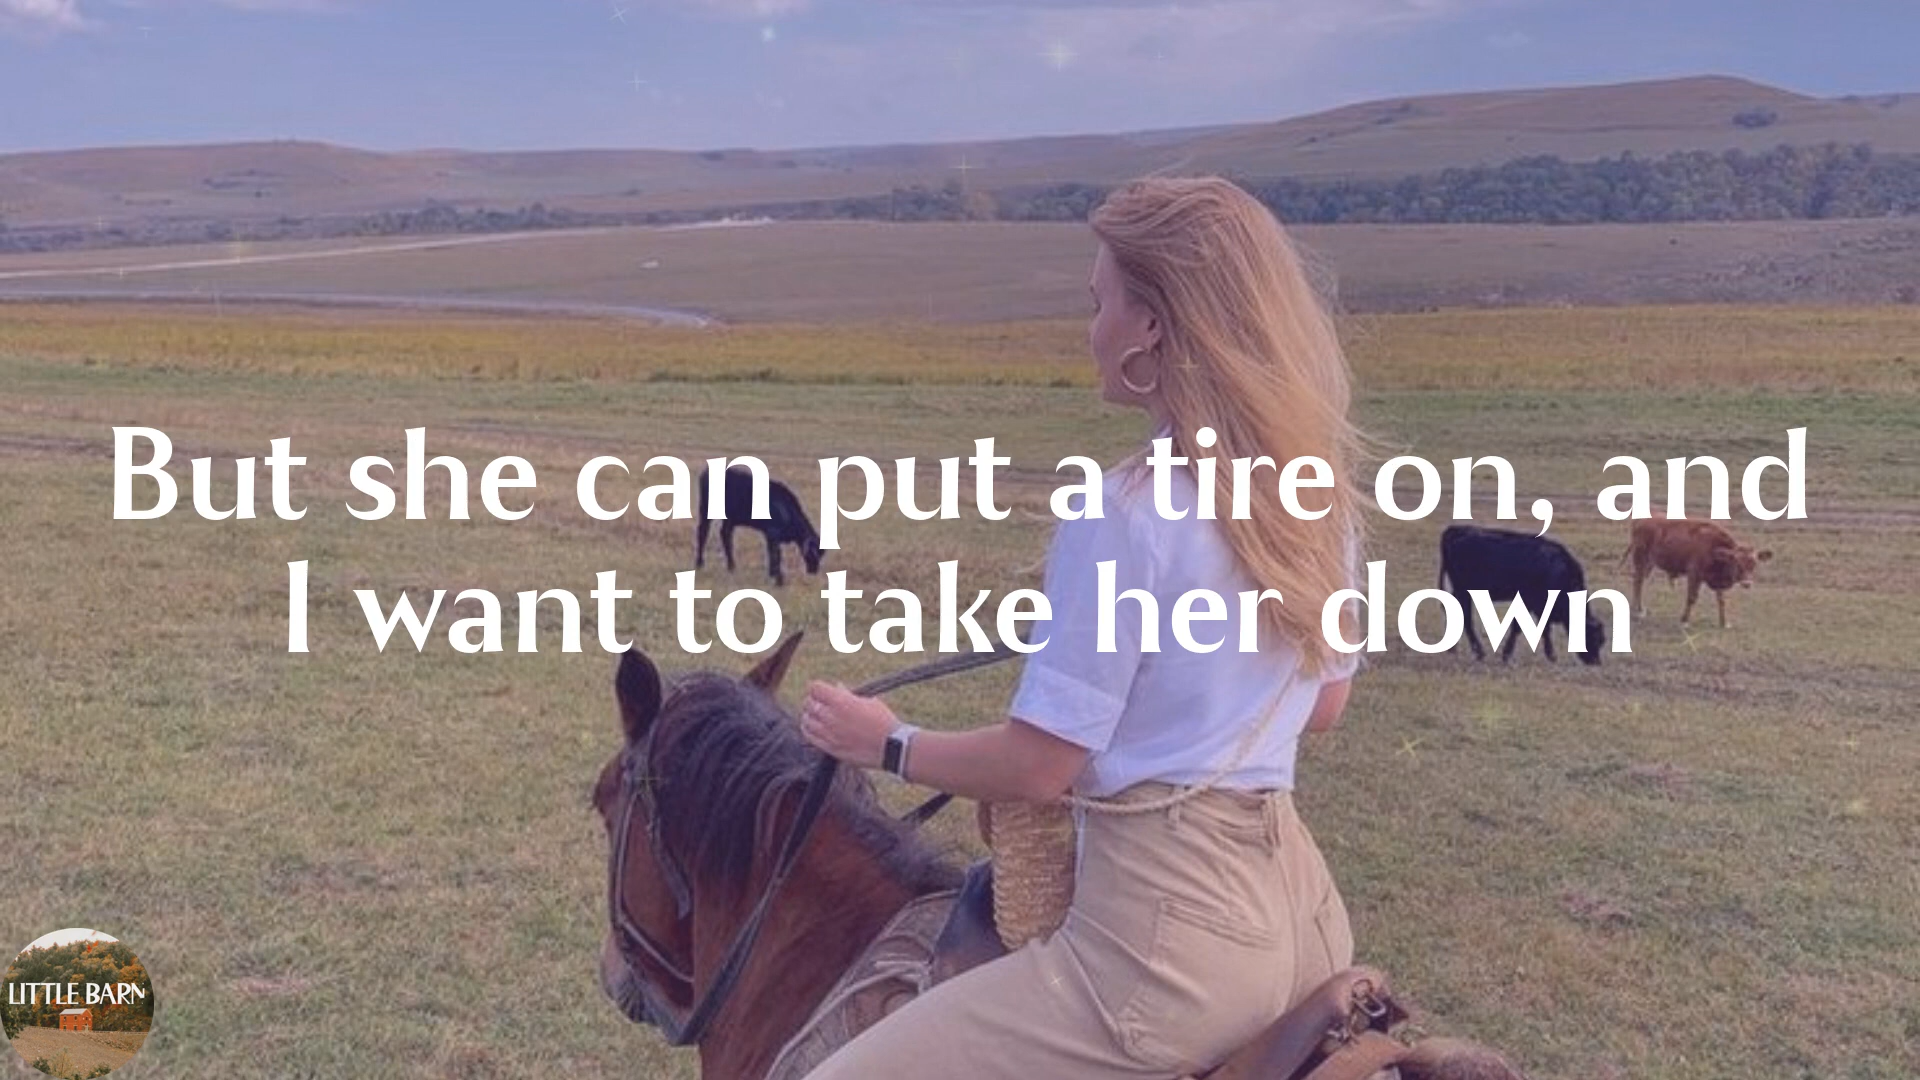 But she can put a tire on, and
I want to take her down
LITTLE BARN